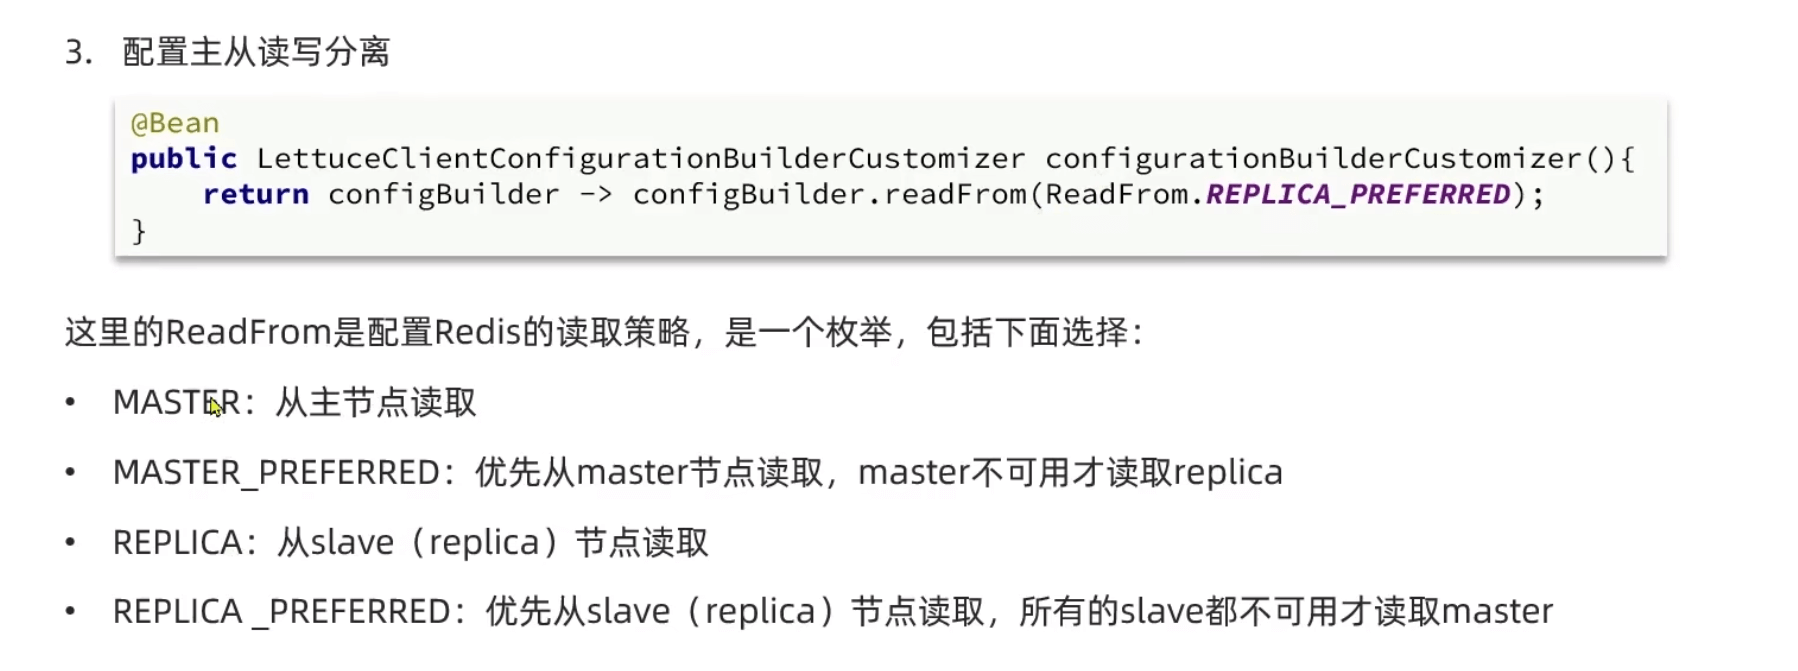 3. 配置主从读写分离
@Bean
public LettuceClientConfigurationBuilderCustomizer configurationBuilderCustomizer(){
    return configBuilder -> configBuilder.readFrom(ReadFrom.REPLICA_PREFERRED);
}
这里的ReadFrom是配置Redis的读取策略，是一个枚举，包括下面选择：
• MASTER：从主节点读取
• MASTER_PREFERRED：优先从master节点读取，master不可用才读取replica
• REPLICA：从slave（replica）节点读取
• REPLICA _PREFERRED：优先从slave（replica）节点读取，所有的slave都不可用才读取master